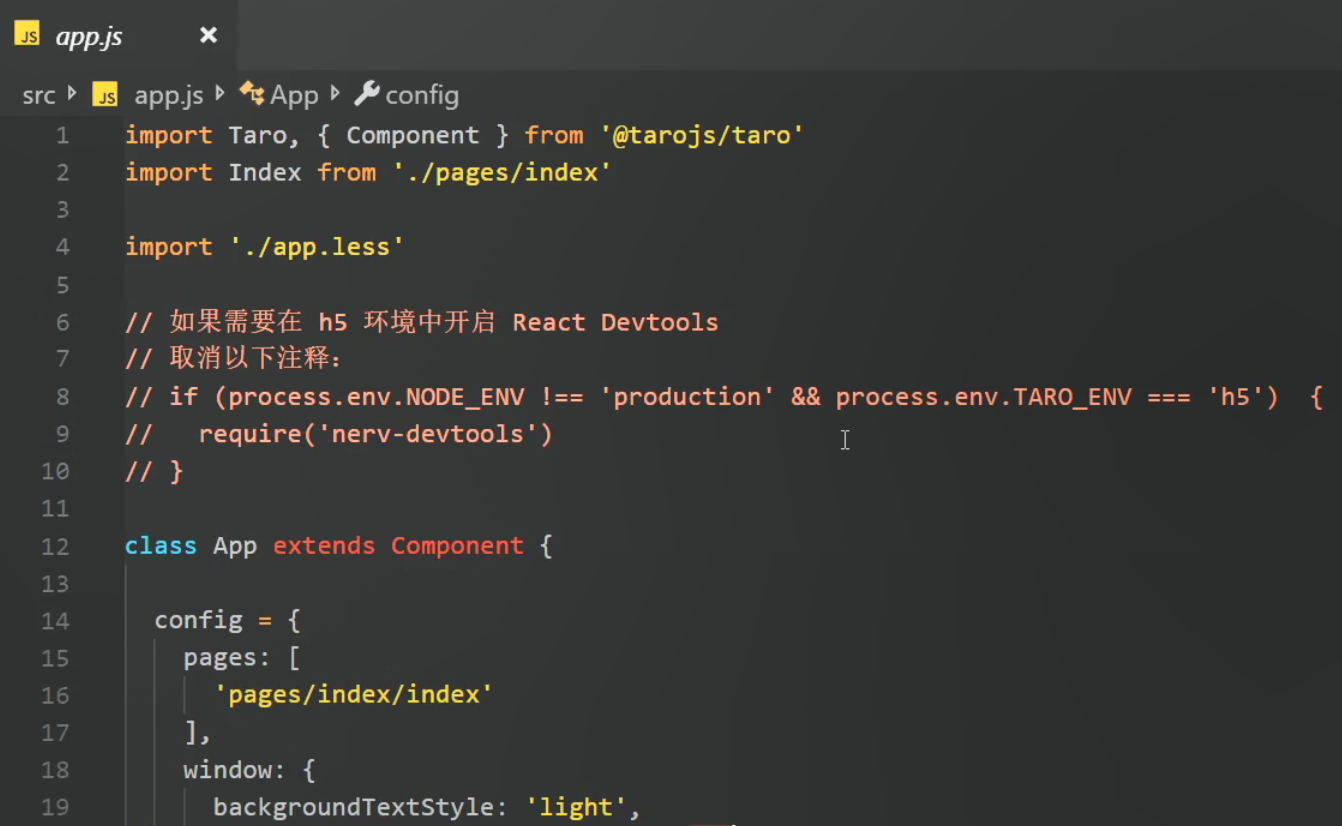 JS app.js ×
src JS app.js App config
1 import Taro, { Component } from '@tarojs/taro'
2 import Index from './pages/index'
3
4 import './app.less'
5
6 // 如果需要在 h5 环境中开启 React Devtools
7 // 取消以下注释：
8 // if (process.env.NODE_ENV !== 'production' && process.env.TARO_ENV === 'h5')  {
9 //   require('nerv-devtools')
10 // }
11
12 class App extends Component {
13
14   config = {
15     pages: [
16       'pages/index/index'
17     ],
18     window: {
19       backgroundTextStyle: 'light',